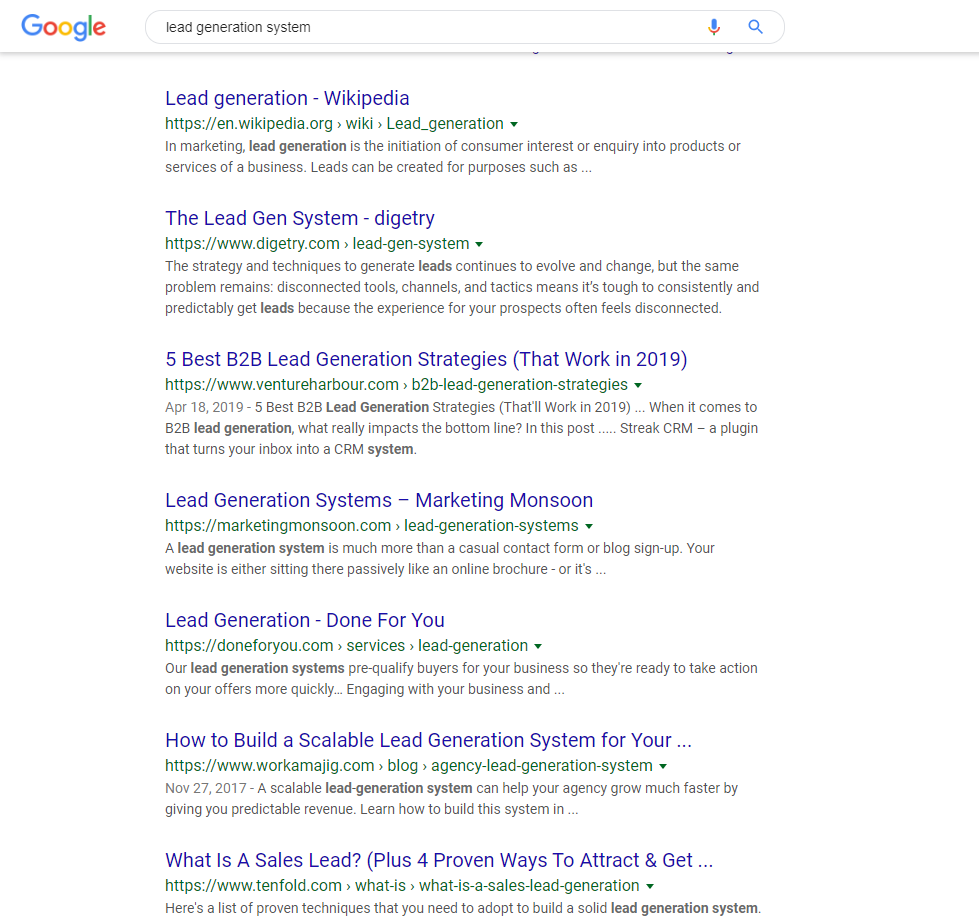 Google
lead generation system
Lead generation - Wikipedia
https://en.wikipedia.org › wiki › Lead_generation
In marketing, lead generation is the initiation of consumer interest or enquiry into products or
services of a business. Leads can be created for purposes such as ...
The Lead Gen System - digetry
https://www.digetry.com › lead-gen-system
The strategy and techniques to generate leads continues to evolve and change, but the same
problem remains: disconnected tools, channels, and tactics means it's tough to consistently and
predictably get leads because the experience for your prospects often feels disconnected.
5 Best B2B Lead Generation Strategies (That Work in 2019)
https://www.ventureharbour.com › b2b-lead-generation-strategies
Apr 18, 2019 - 5 Best B2B Lead Generation Strategies (That'll Work in 2019) ... When it comes to
B2B lead generation, what really impacts the bottom line? In this post ..... Streak CRM – a plugin
that turns your inbox into a CRM system.
Lead Generation Systems – Marketing Monsoon
https://marketingmonsoon.com › lead-generation-systems
A lead generation system is much more than a casual contact form or blog sign-up. Your
website is either sitting there passively like an online brochure - or it's ...
Lead Generation - Done For You
https://doneforyou.com › services › lead-generation
Our lead generation systems pre-qualify buyers for your business so they're ready to take action
on your offers more quickly... Engaging with your business and ...
How to Build a Scalable Lead Generation System for Your ...
https://www.workamajig.com › blog › agency-lead-generation-system
Nov 27, 2017 - A scalable lead-generation system can help your agency grow much faster by
giving you predictable revenue. Learn how to build this system in ...
What Is A Sales Lead? (Plus 4 Proven Ways To Attract & Get ...
https://www.tenfold.com › what-is › what-is-a-sales-lead-generation
Here's a list of proven techniques that you need to adopt to build a solid lead generation system.